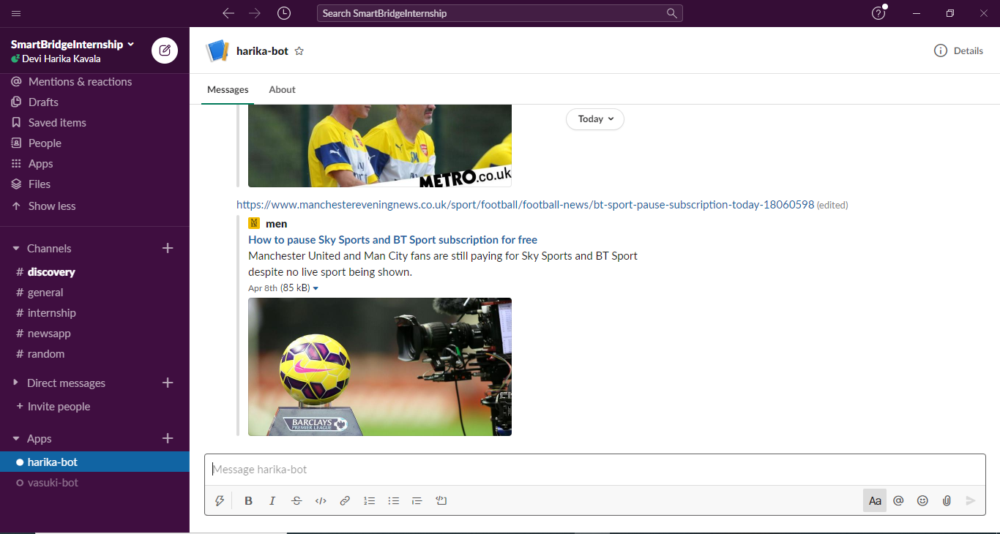 Search SmartBridgeInternship
SmartBridgeInternship
Devi Harika Kavala
Mentions & reactions
Drafts
Saved items
People
Apps
Files
Show less
Channels
# discovery
# general
# internship
# newsapp
# random
Direct messages
+ Invite people
Apps
harika-bot
vasuki-bot
harika-bot
Details
Messages
About
Today
METRO.co.uk
https://www.manchestereveningnews.co.uk/sport/football/football-news/bt-sport-pause-subscription-today-18060598 (edited)
men
How to pause Sky Sports and BT Sport subscription for free
Manchester United and Man City fans are still paying for Sky Sports and BT Sport
despite no live sport being shown.
Apr 8th (85 kB)
BARCLAYS
PREMIER LEAGUE
Message harika-bot
B I S </>
Aa @